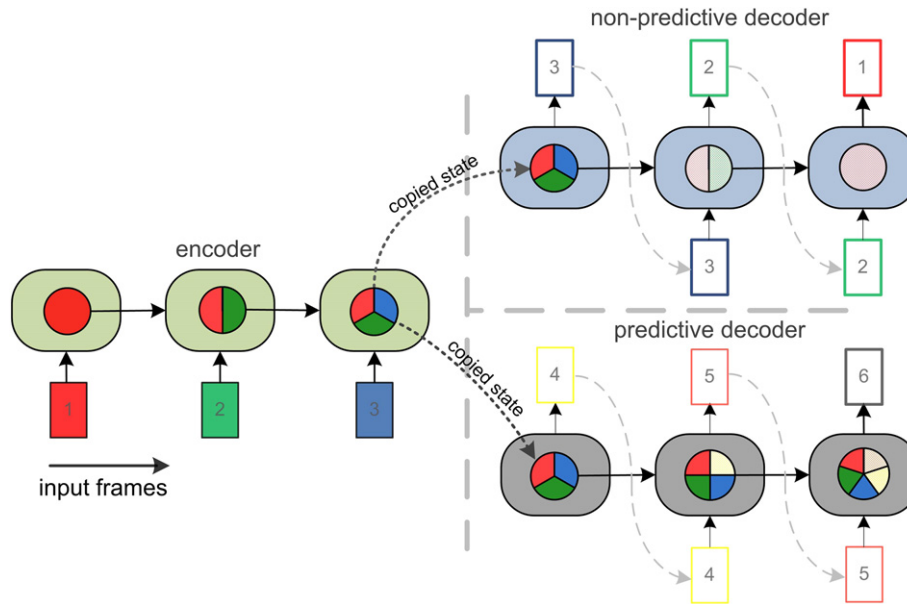 non-predictive decoder
3
2
1
copied state
3
2
encoder
1
2
3
input frames
copied state
predictive decoder
4
5
6
4
5